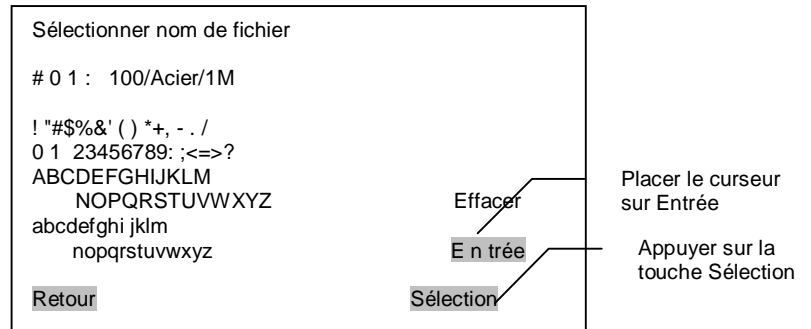 Sélectionner nom de fichier
# 0 1 : 100/Acier/1M
! "#$%&' ( ) *+, - . /
0 1 23456789: ;<=>?
ABCDEFGHIJKLM
NOPQRSTUVWXYZ
Effacer
abcdefghi jklm
nopqrstuvwxyz
E n trée
Retour
Sélection
Placer le curseur
sur Entrée
Appuyer sur la
touche Sélection